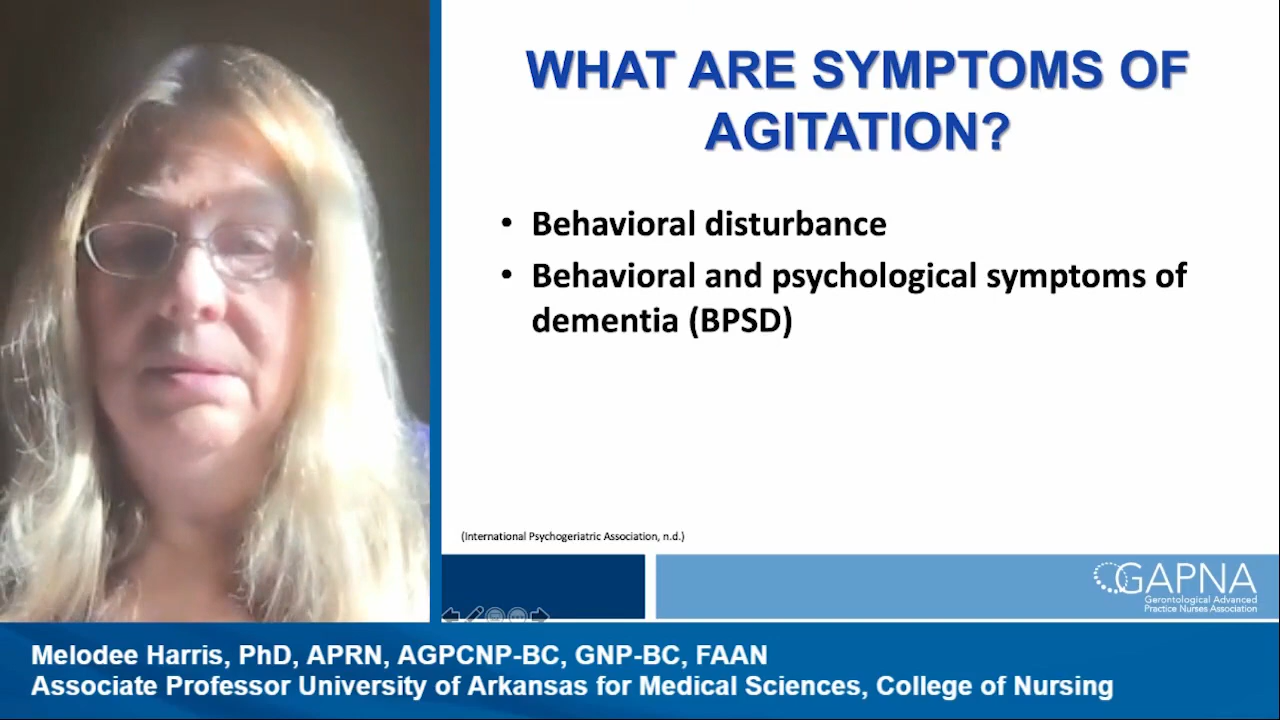 WHAT ARE SYMPTOMS OF
AGITATION?
• Behavioral disturbance
• Behavioral and psychological symptoms of
dementia (BPSD)
(International Psychogeriatric Association, n.d.)
GAPNA
Gerontological Advanced
Practice Nurses Association
Melodee Harris, PhD, APRN, AGPCNP-BC, GNP-BC, FAAN
Associate Professor University of Arkansas for Medical Sciences, College of Nursing